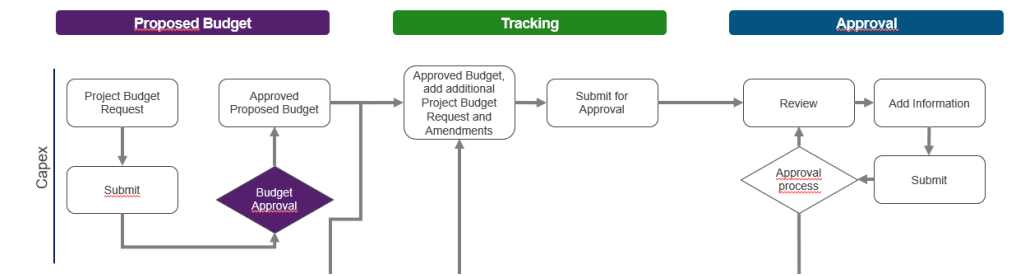 Proposed Budget
Tracking
Approval
Capex
Project Budget
Request
Submit
Approved
Proposed Budget
Budget
Approval
Approved Budget,
add additional
Project Budget
Request and
Amendments
Submit for
Approval
Review
Add Information
Approval
process
Submit